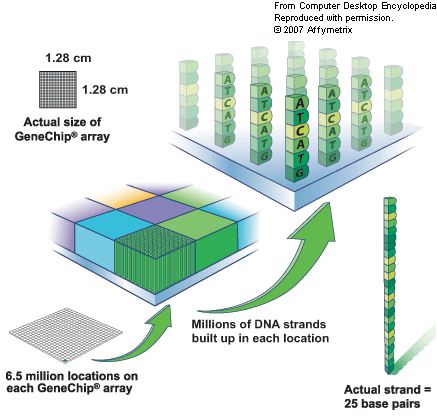 From Computer Desktop Encyclopedia
Reproduced with permission.
© 2007 Affymetrix
1.28 cm
1.28 cm
Actual size of
GeneChip® array
A
T
C
A
T
G
A
T
C
A
T
G
A
T
C
A
T
G
A
T
C
A
T
G
A
T
C
A
T
G
Millions of DNA strands
built up in each location
6.5 million locations on
each GeneChip® array
Actual strand =
25 base pairs